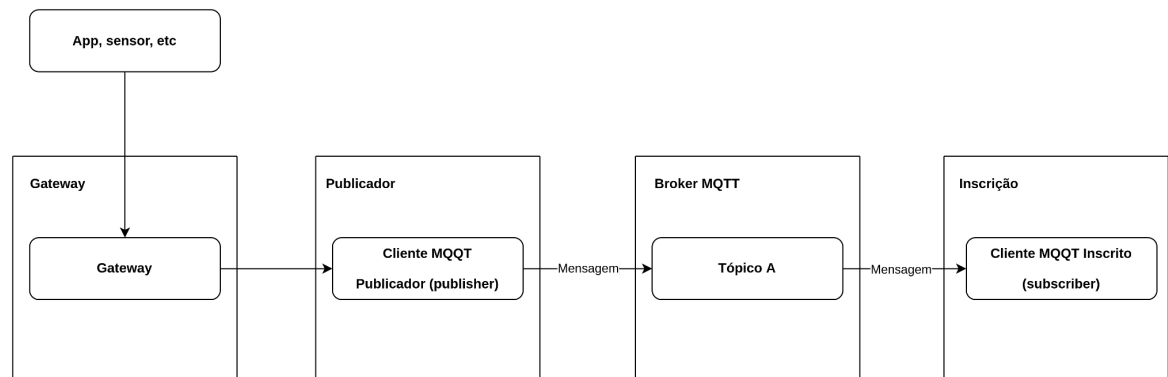 App, sensor, etc
Gateway
Publicador
Broker MQTT
Inscrição
Gateway
Cliente MQQT
Publicador (publisher)
Mensagem
Tópico A
Mensagem
Cliente MQQT Inscrito
(subscriber)